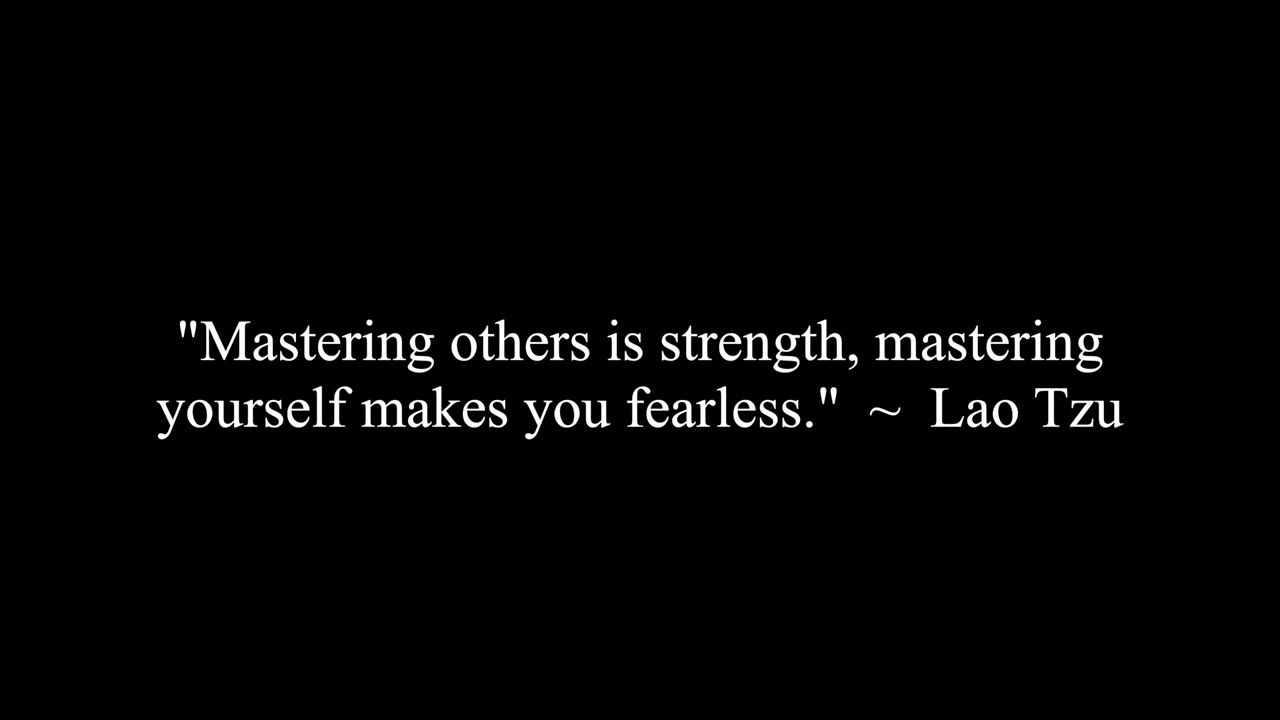 "Mastering others is strength, mastering
yourself makes you fearless."  ~  Lao Tzu